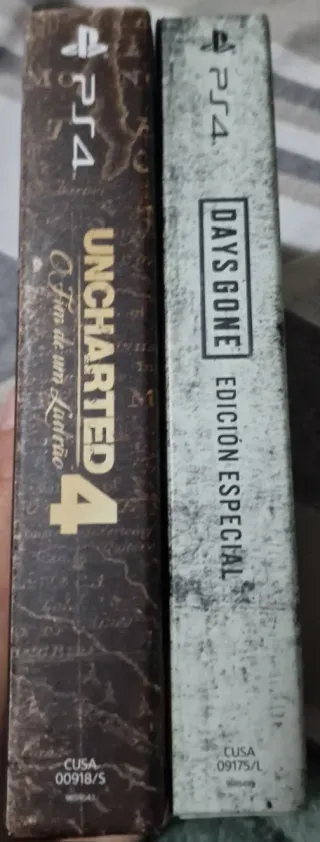 PS4
UNCHARTED 4
O Fim de um Ladrão
CUSA
00918/S
PS4
DAYS GONE
EDICIÓN ESPECIAL
CUSA
09175/L